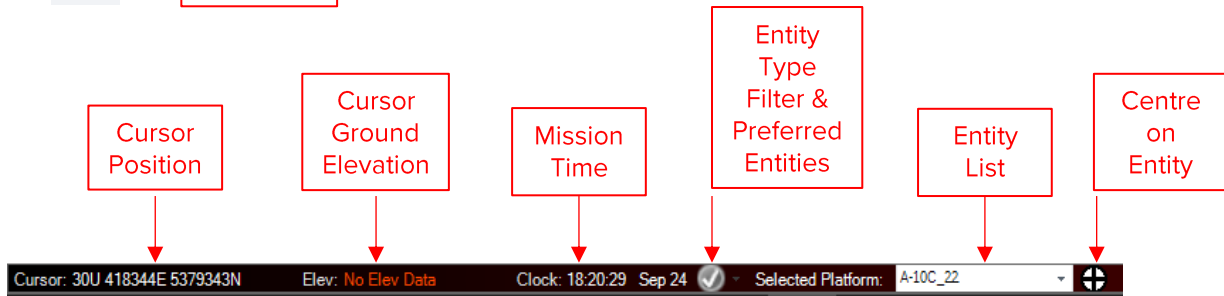 Entity
Type
Filter &
Preferred
Entities
Cursor
Position
Cursor
Ground
Elevation
Mission
Time
Entity
List
Centre
on
Entity
Cursor: 30U 418344E 5379343N Elev: No Elev Data Clock: 18:20:29 Sep 24 Selected Platform: A-10C_22